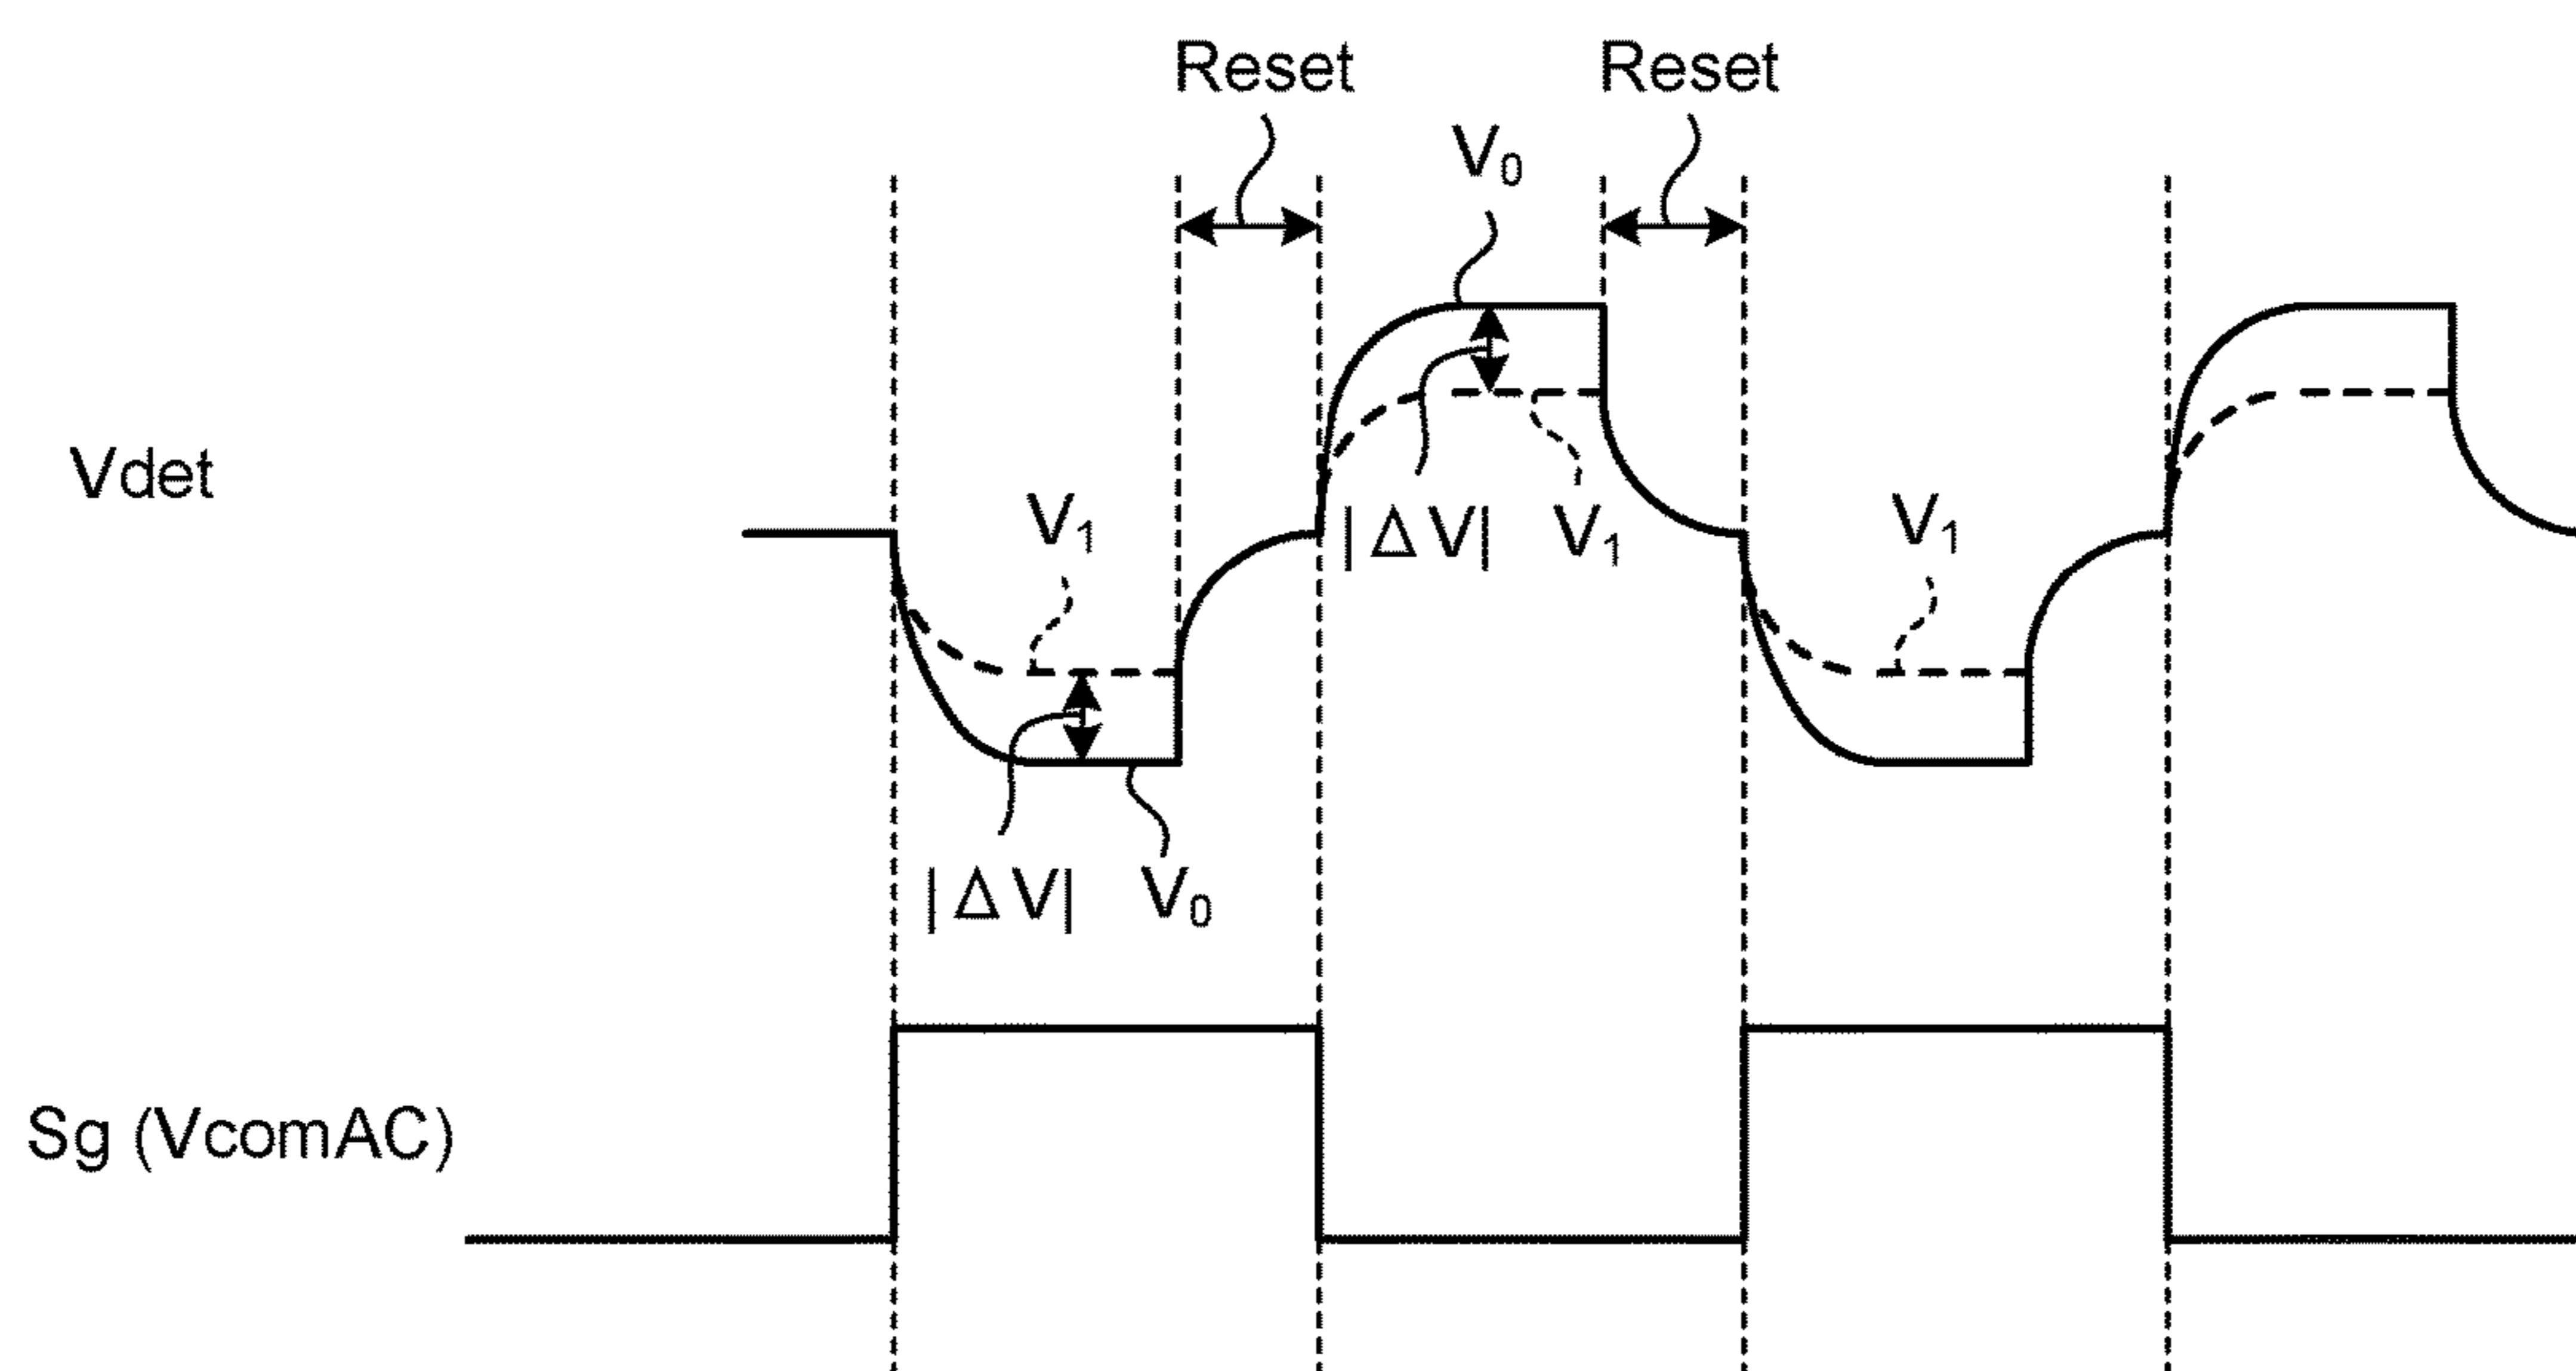 Reset Reset
V₀
Vdet
V₁ |ΔV| V₁ V₁
|ΔV| V₀
Sg (VcomAC)